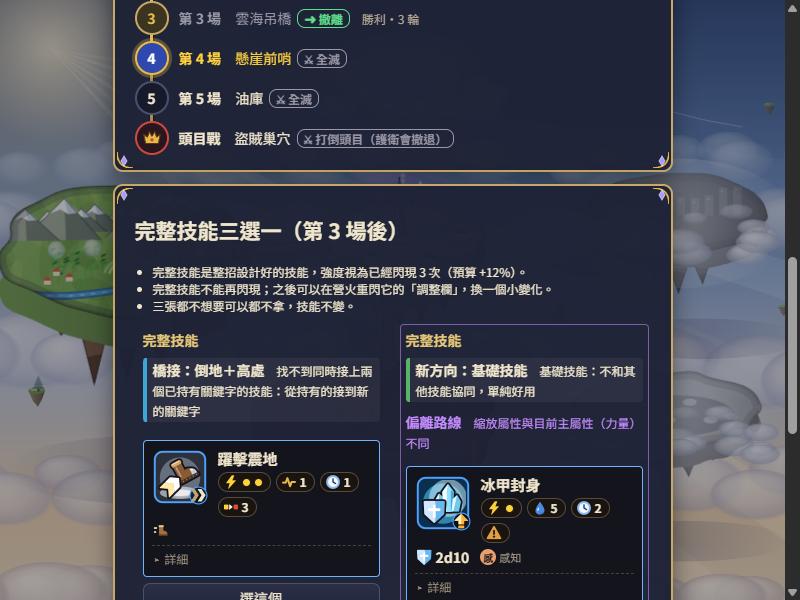 3 第 3 場 雲海吊橋 ➜ 撤離 勝利・3 輪
4 第 4 場 懸崖前哨 ⚔ 全滅
5 第 5 場 油庫 ⚔ 全滅
頭目戰 盜賊巢穴 ⚔ 打倒頭目（護衛會撤退）
完整技能三選一（第 3 場後）
• 完整技能是整招設計好的技能，強度視為已經閃現 3 次（預算 +12%）。
• 完整技能不能再閃現；之後可以在營火重閃它的「調整欄」，換一個小變化。
• 三張都不想要可以都不拿，技能不變。
完整技能
橋接：倒地＋高處 找不到同時接上兩
個已持有關鍵字的技能：從持有的接到新
的關鍵字
躍擊震地
1 1
3
▸ 詳細
選這個
完整技能
新方向：基礎技能 基礎技能：不和其
他技能協同，單純好用
偏離路線 縮放屬性與目前主屬性（力量）
不同
冰甲封身
5 2
2d10 感 感知
▸ 詳細